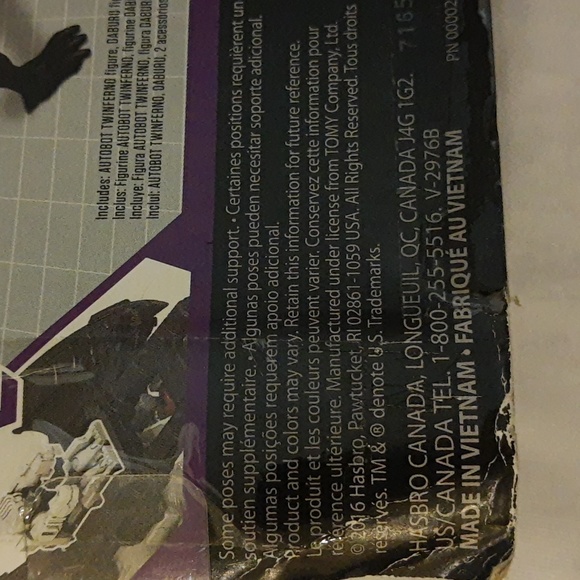 Includes: AUTOBOT TWINFERNO figure, DABURU
Inclus: Figurine AUTOBOT TWINFERNO, figurine
Incluye: Figura AUTOBOT TWINFERNO, figura DABURU
Inclui: AUTOBOT TWINFERNO, DABURU, 2 acessórios
Some poses may require additional support. • Certaines positions requièrent un
soutien supplémentaire. • Algunas poses pueden necesitar soporte adicional.
Algumas posições requerem apoio adicional.
Product and colors may vary. Retain this information for future reference.
Le produit et les couleurs peuvent varier. Conservez cette information pour
référence ultérieure. Manufactured under license from TOMY Company, Ltd.
© 2016 Hasbro, Pawtucket, RI 02861-1059 USA. All Rights Reserved. Tous droits
réservés. TM & ® denote U.S. Trademarks.
HASBRO CANADA, LONGUEUIL, QC, CANADA J4G 1G2. 7165
US/CANADA TEL. 1-800-255-5516. V-2976B
MADE IN VIETNAM • FABRIQUÉ AU VIETNAM
PN 00002